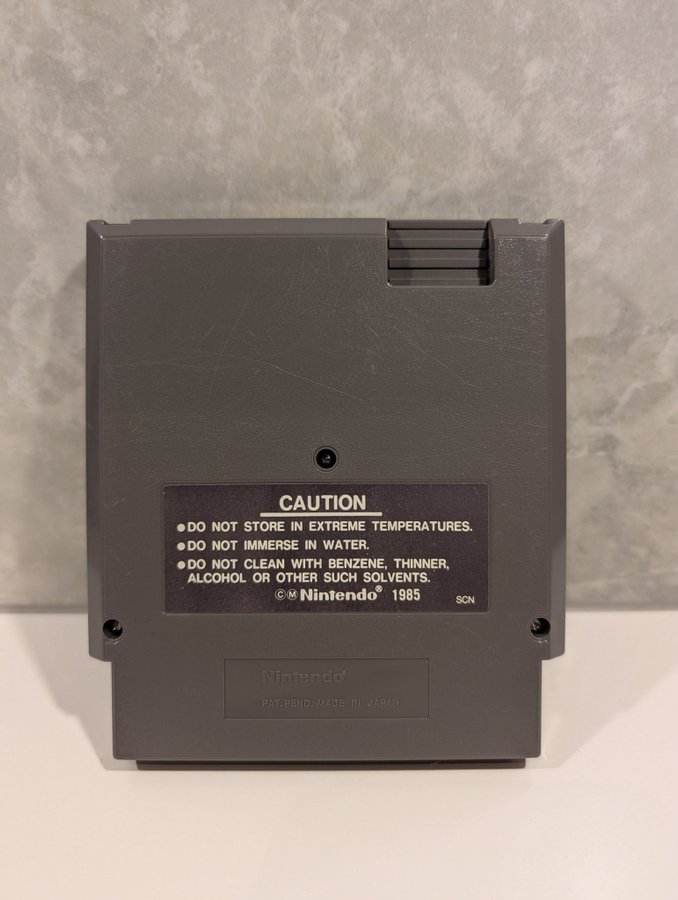 CAUTION
●DO NOT STORE IN EXTREME TEMPERATURES.
●DO NOT IMMERSE IN WATER.
●DO NOT CLEAN WITH BENZENE, THINNER,
ALCOHOL OR OTHER SUCH SOLVENTS.
ⒸⓂNintendo® 1985 SCN
Nintendo®
PAT. PEND. MADE IN JAPAN